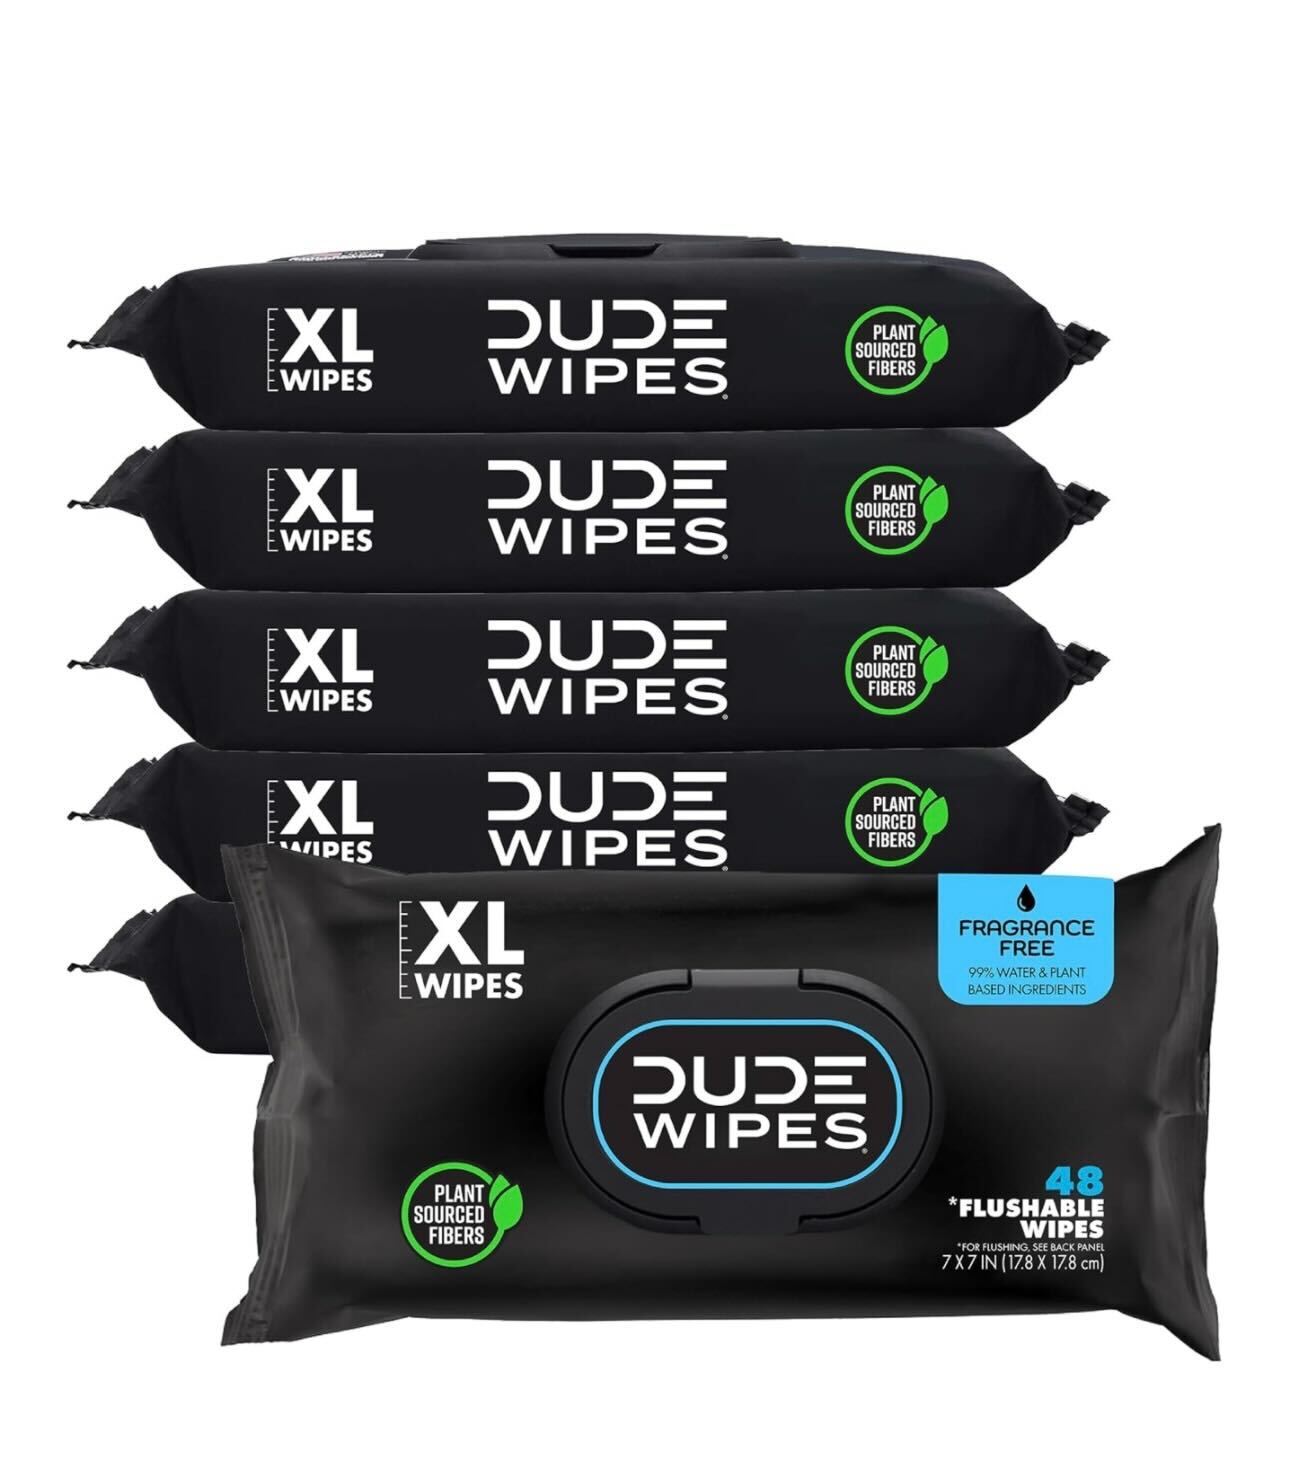 XL
WIPES
DUDE
WIPES
PLANT
SOURCED
FIBERS
XL
WIPES
DUDE
WIPES
PLANT
SOURCED
FIBERS
XL
WIPES
DUDE
WIPES
PLANT
SOURCED
FIBERS
XL
WIPES
DUDE
WIPES
PLANT
SOURCED
FIBERS
XL
WIPES
FRAGRANCE
FREE
99% WATER & PLANT
BASED INGREDIENTS
DUDE
WIPES
PLANT
SOURCED
FIBERS
48
*FLUSHABLE
WIPES
*FOR FLUSHING, SEE BACK PANEL
7 X 7 IN (17.8 X 17.8 cm)